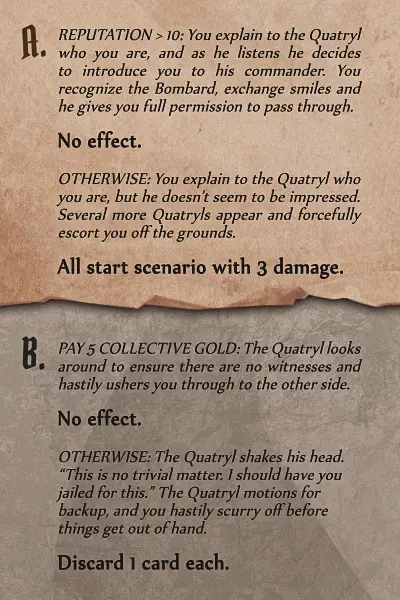 A. REPUTATION > 10: You explain to the Quatryl
who you are, and as he listens he decides
to introduce you to his commander. You
recognize the Bombard, exchange smiles and
he gives you full permission to pass through.
No effect.
OTHERWISE: You explain to the Quatryl who
you are, but he doesn't seem to be impressed.
Several more Quatryls appear and forcefully
escort you off the grounds.
All start scenario with 3 damage.
B. PAY 5 COLLECTIVE GOLD: The Quatryl looks
around to ensure there are no witnesses and
hastily ushers you through to the other side.
No effect.
OTHERWISE: The Quatryl shakes his head.
“This is no trivial matter. I should have you
jailed for this.” The Quatryl motions for
backup, and you hastily scurry off before
things get out of hand.
Discard 1 card each.